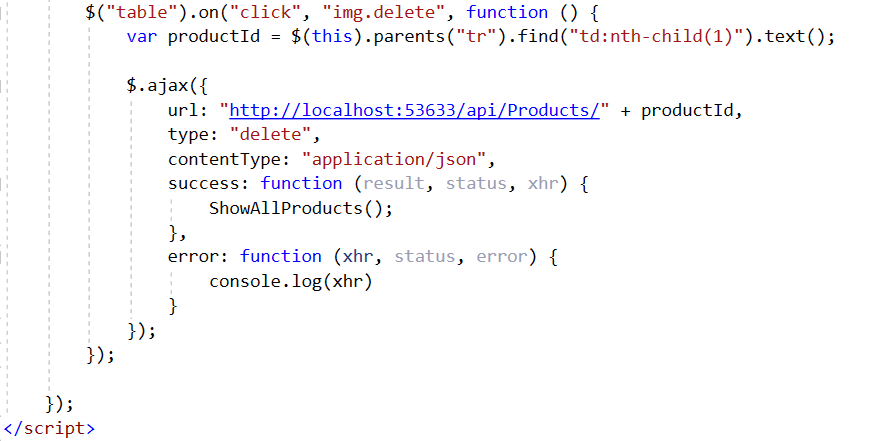 $("table").on("click", "img.delete", function () {
var productId = $(this).parents("tr").find("td:nth-child(1)").text();
$.ajax({
url: "http://localhost:53633/api/Products/" + productId,
type: "delete",
contentType: "application/json",
success: function (result, status, xhr) {
ShowAllProducts();
},
error: function (xhr, status, error) {
console.log(xhr)
}
});
});
});
</script>